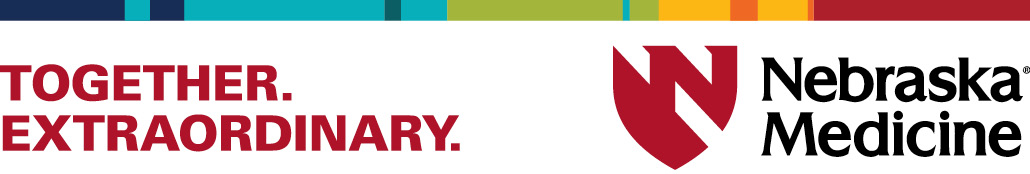 TOGETHER.
EXTRAORDINARY.
Nebraska
Medicine®